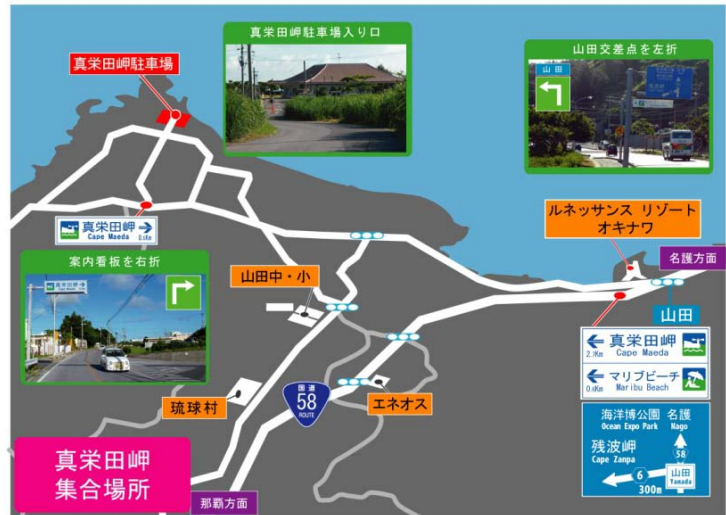 真栄田岬駐車場
真栄田岬駐車場入り口
山田交差点を左折
山田
ルネッサンス リゾート
オキナワ
名護方面
真栄田岬
Cape Maeda
案内看板を右折
真栄田岬
山田中・小
山田
真栄田岬
Cape Maeda
マリブビーチ
Maribu Beach
国道
58
ROUTE
エネオス
琉球村
海洋博公園 名護
Ocean Expo Park Nago
残波岬
Cape Zanpa
58
6
300m
山田
Yamada
真栄田岬
集合場所
那覇方面